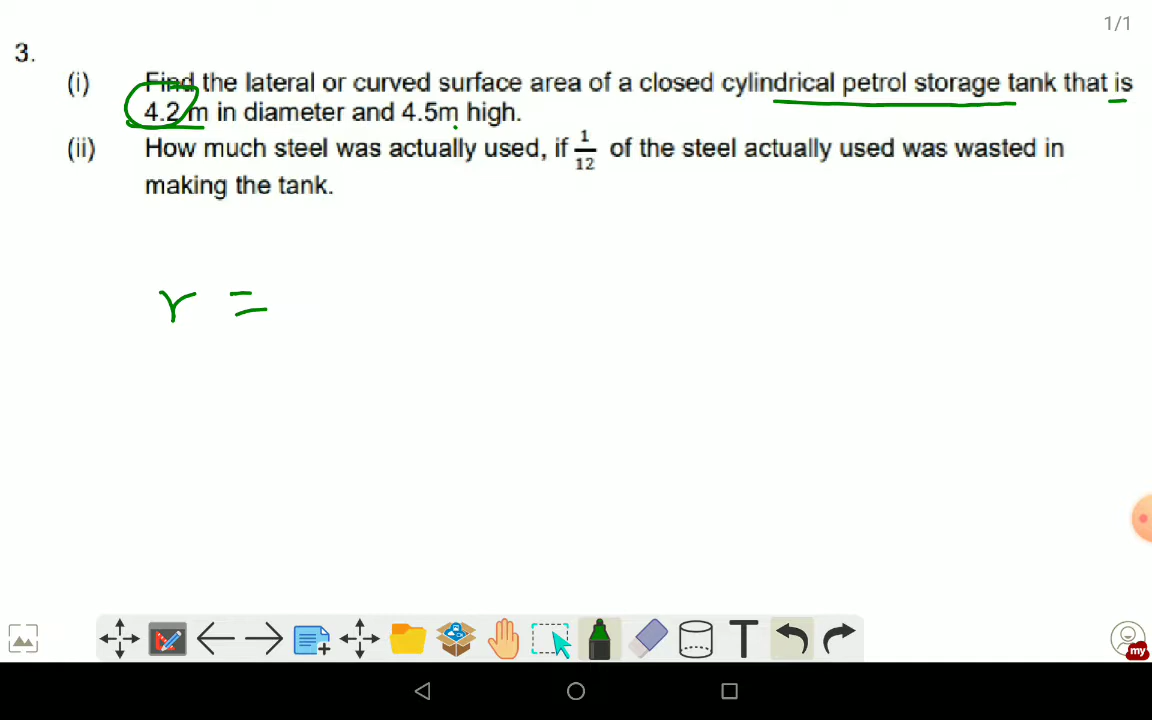 1/1
3.
(i) Find the lateral or curved surface area of a closed cylindrical petrol storage tank that is
4.2 m in diameter and 4.5m high.
(ii) How much steel was actually used, if 1/12 of the steel actually used was wasted in
making the tank.
r =
T
my